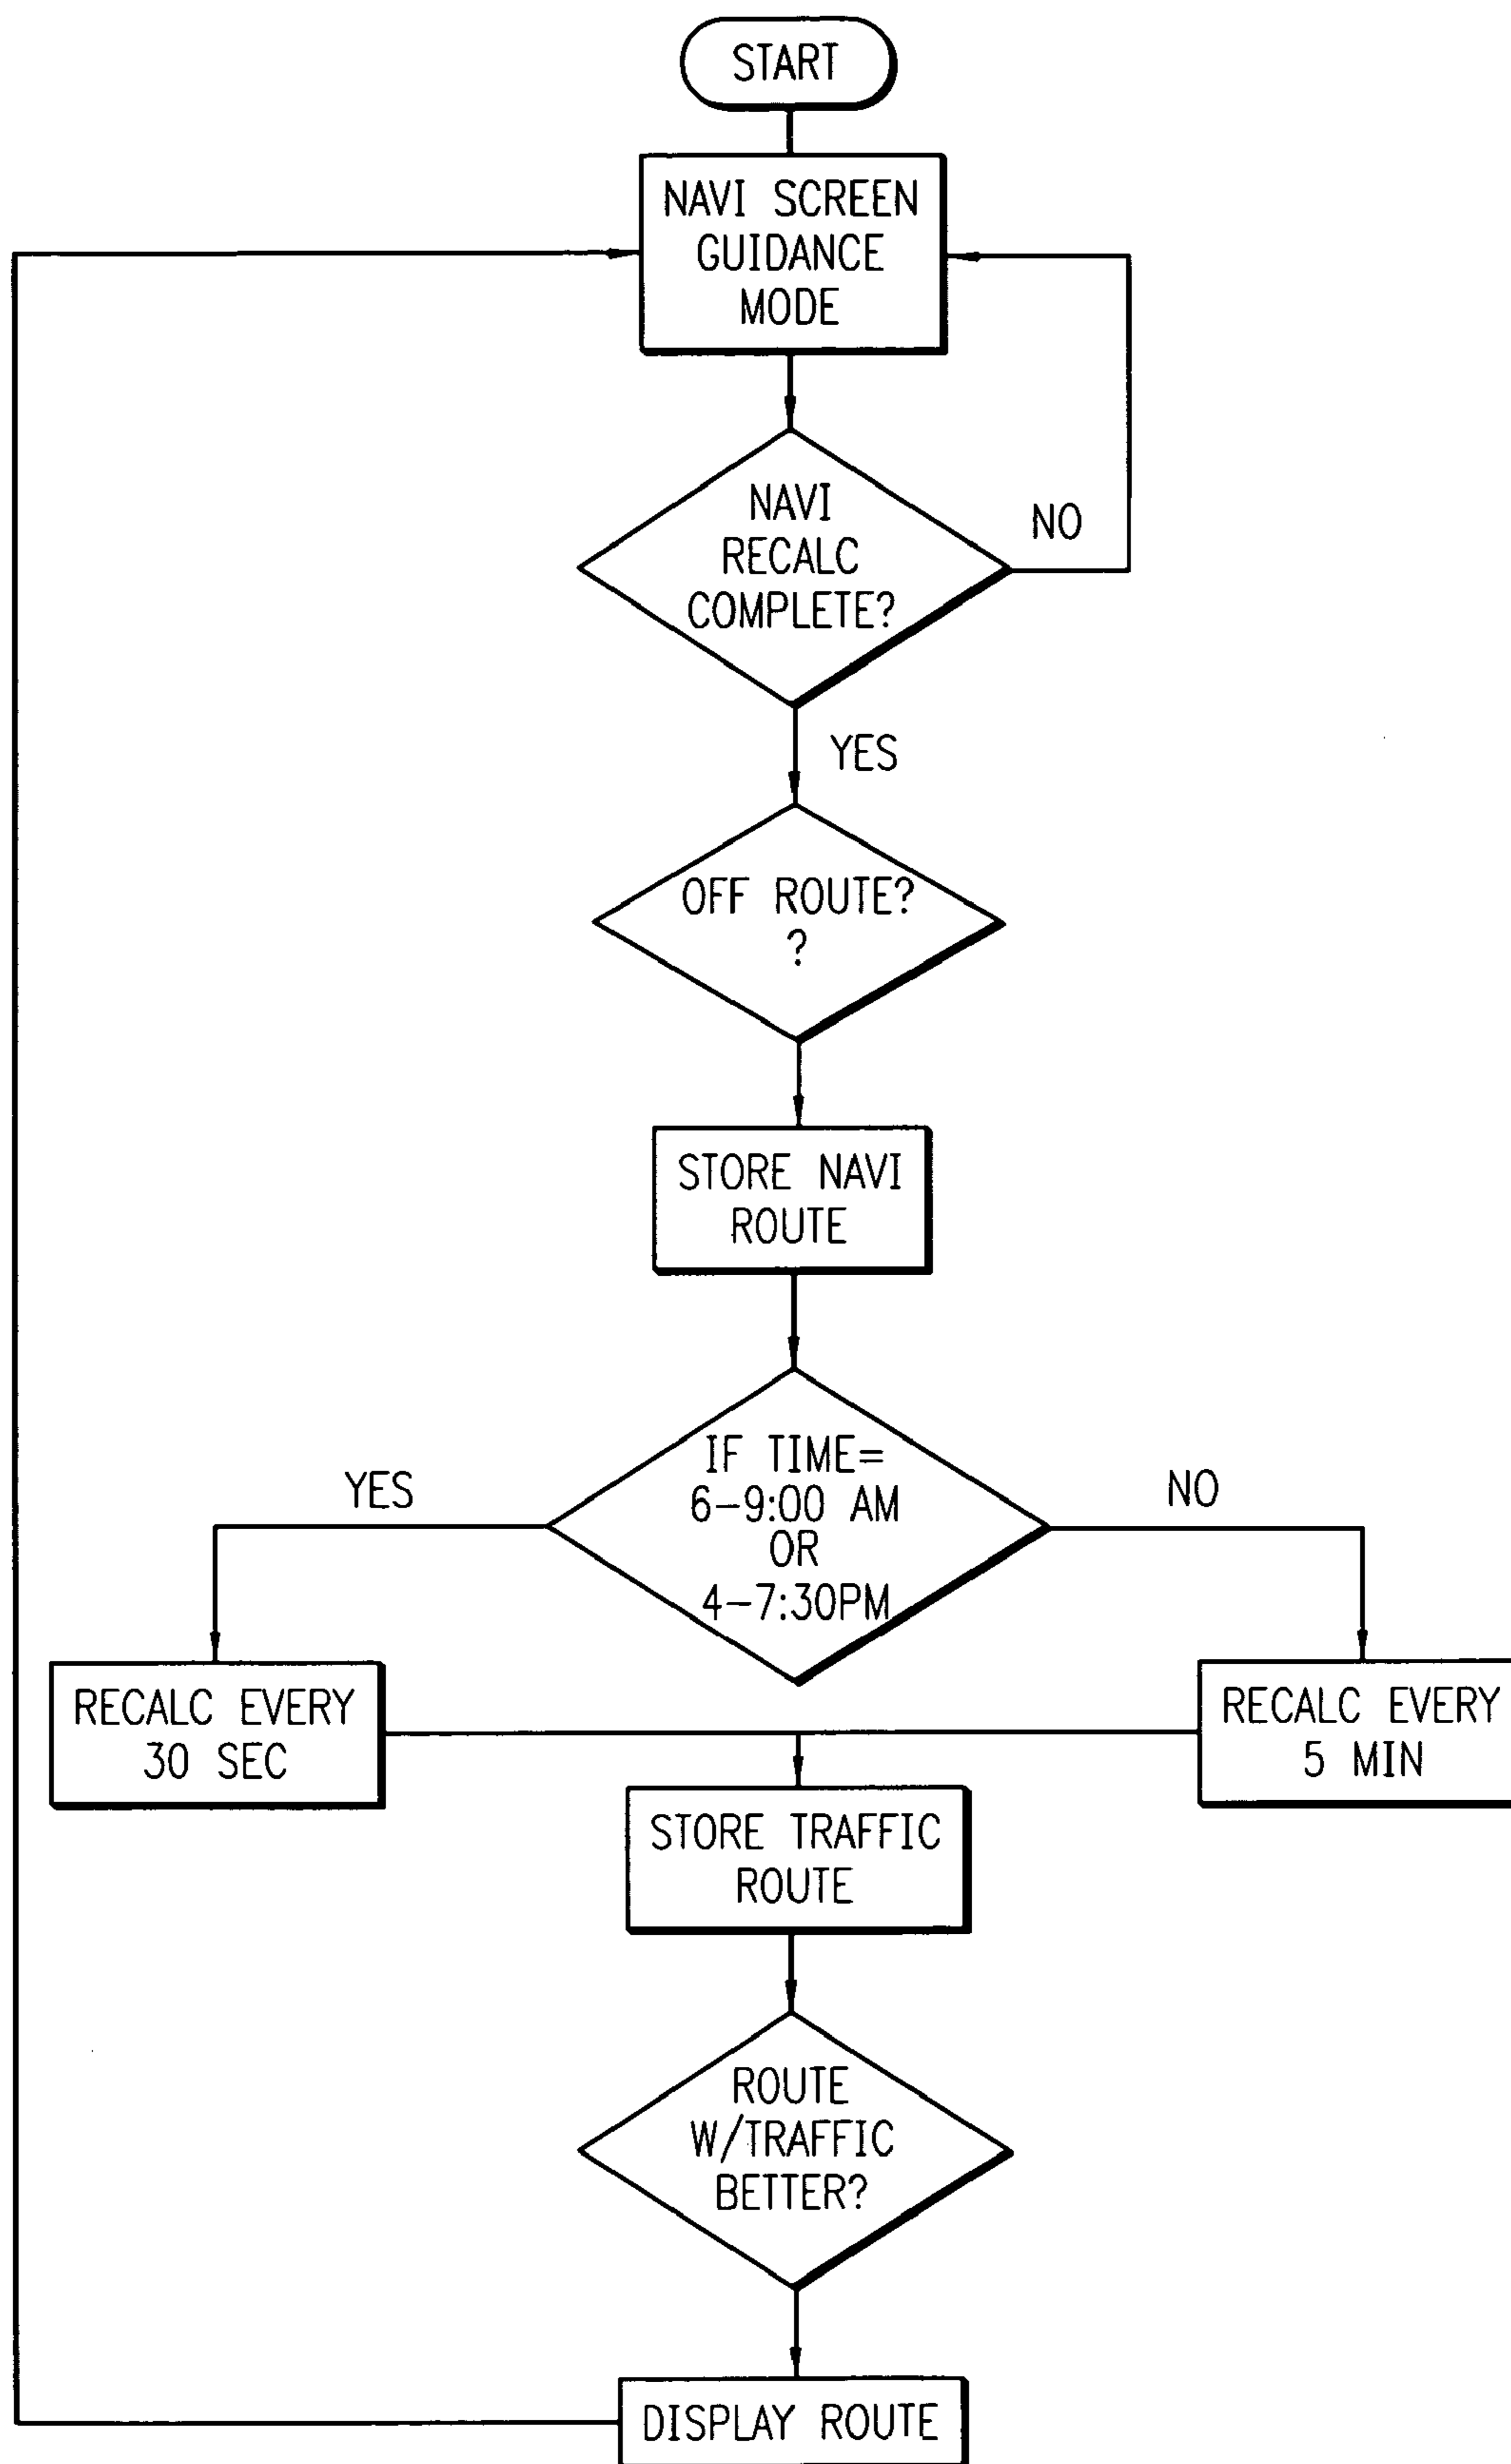 START
NAVI SCREEN
GUIDANCE
MODE
NAVI
RECALC
COMPLETE?
NO
YES
OFF ROUTE?
?
STORE NAVI
ROUTE
IF TIME=
6-9:00 AM
OR
4-7:30PM
YES
NO
RECALC EVERY
30 SEC
RECALC EVERY
5 MIN
STORE TRAFFIC
ROUTE
ROUTE
W/TRAFFIC
BETTER?
DISPLAY ROUTE